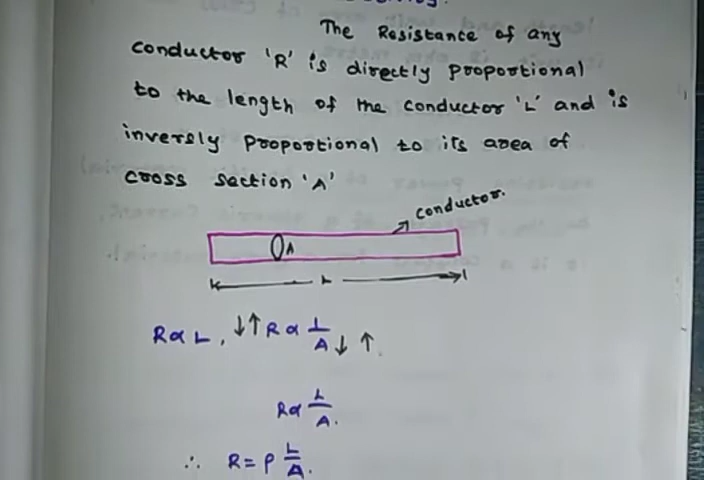 The Resistance of any
conductor 'R' is directly proportional
to the length of the conductor 'L' and is
inversly proportional to its area of
cross section 'A'
conductor.
A
L
R ∝ L, ↓↑ R ∝ L/A ↓ ↑
R ∝ L/A.
∴ R = ρ L/A.